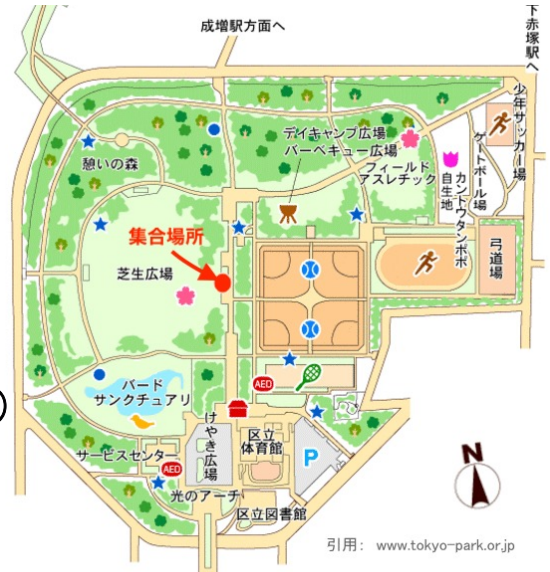 成増駅方面へ
下赤塚駅へ
少年サッカー場
デイキャンプ広場
バーベキュー広場
フィールド
アスレチック
ゲートボール場
カントウタンポポ
自生地
憩いの森
集合場所
芝生広場
弓道場
バード
サンクチュアリ
AED
けやき広場
区立
体育館
P
サービスセンター
AED
光のアーチ
区立図書館
N
引用： www.tokyo-park.or.jp